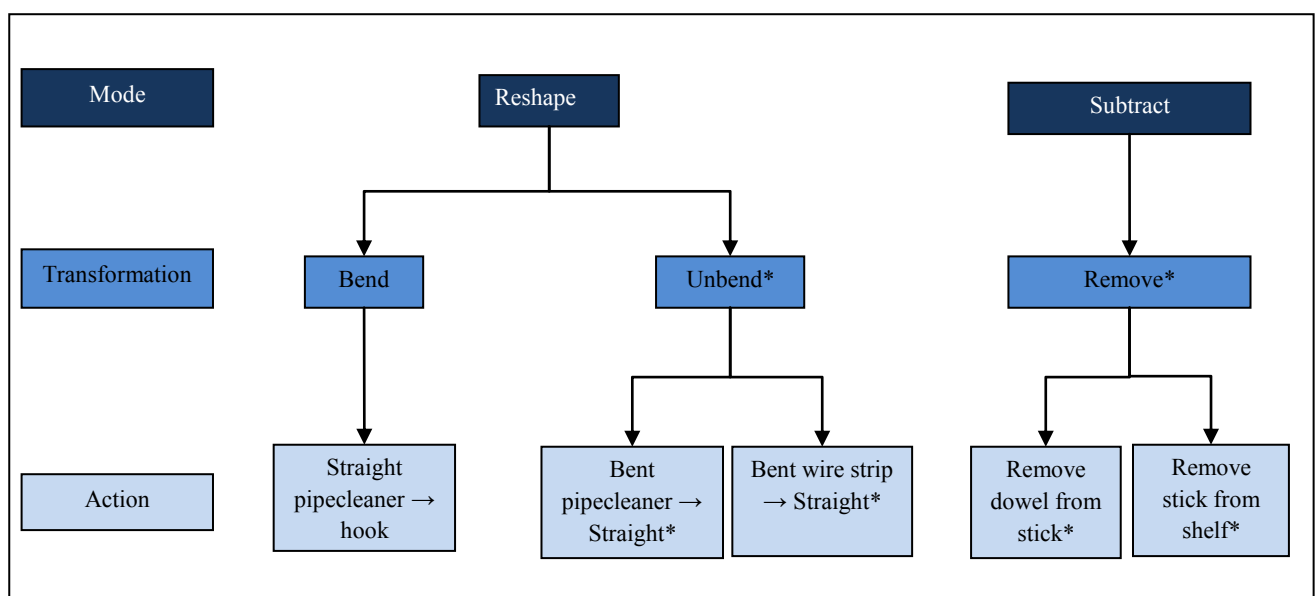 Mode
Reshape
Subtract
Transformation
Bend
Unbend*
Remove*
Action
Straight
pipecleaner →
hook
Bent
pipecleaner →
Straight*
Bent wire strip
→ Straight*
Remove
dowel from
stick*
Remove
stick from
shelf*